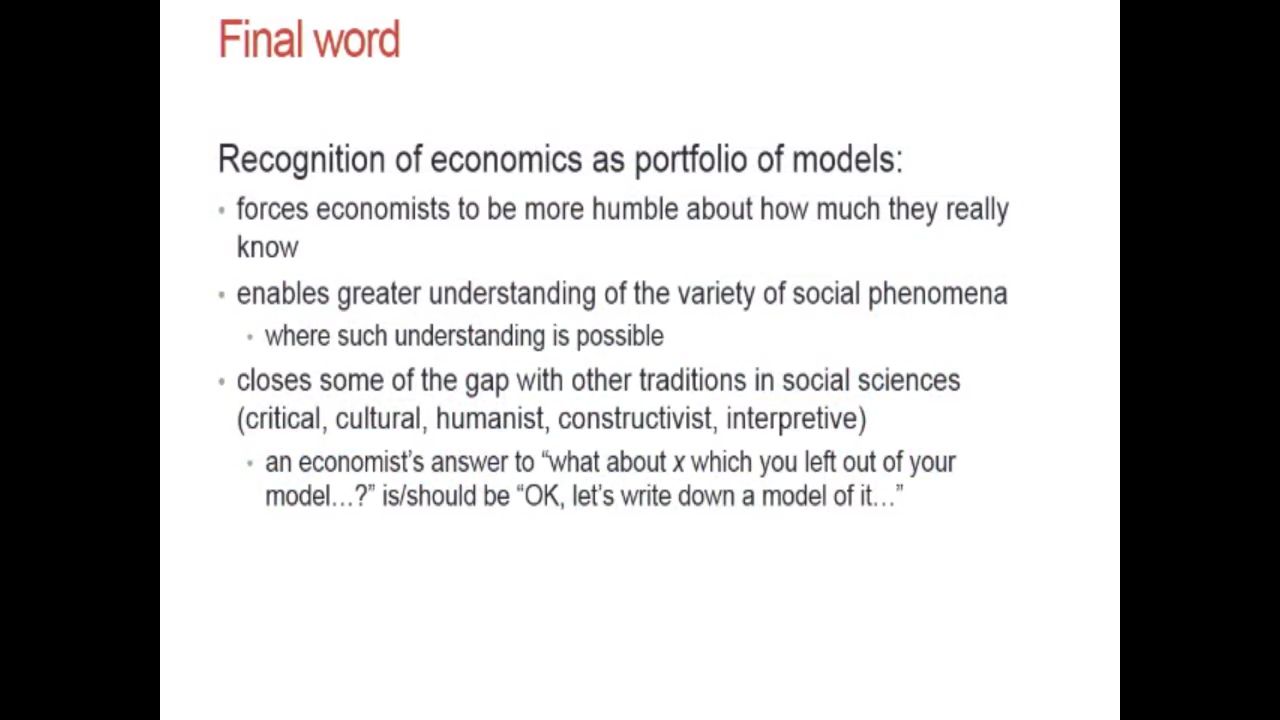 Final word
Recognition of economics as portfolio of models:
• forces economists to be more humble about how much they really
know
• enables greater understanding of the variety of social phenomena
• where such understanding is possible
• closes some of the gap with other traditions in social sciences
(critical, cultural, humanist, constructivist, interpretive)
• an economist's answer to “what about x which you left out of your
model…?” is/should be “OK, let's write down a model of it…”